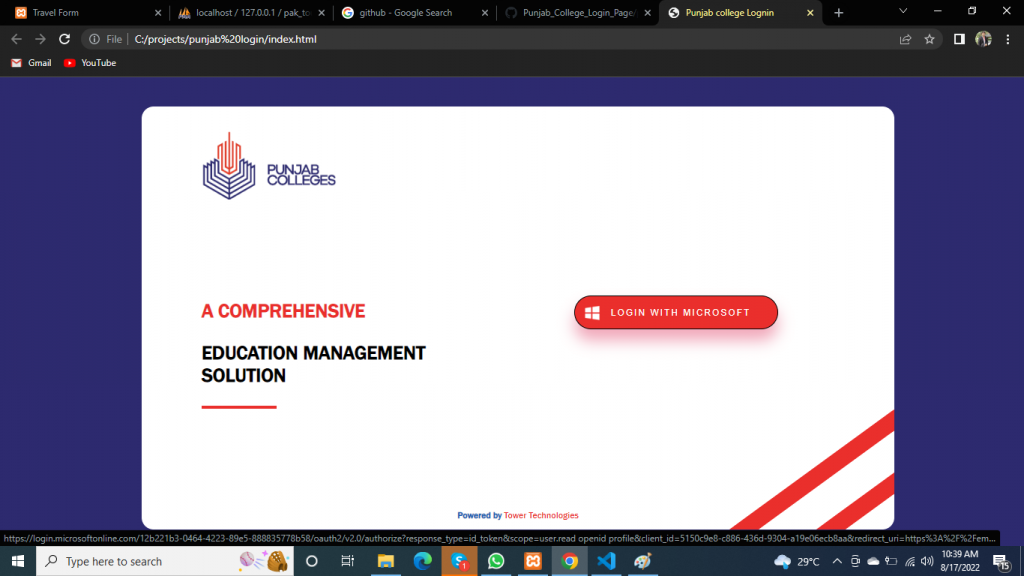 Travel Form
localhost / 127.0.0.1 / pak_to
github - Google Search
Punjab_College_Login_Page/
Punjab college Lognin
File
C:/projects/punjab%20login/index.html
Gmail
YouTube
PUNJAB
COLLEGES
A COMPREHENSIVE
EDUCATION MANAGEMENT
SOLUTION
LOGIN WITH MICROSOFT
Powered by Tower Technologies
https://login.microsoftonline.com/12b221b3-0464-4223-89e5-888835778b58/oauth2/v2.0/authorize?response_type=id_token&scope=user.read openid profile&client_id=5150c9e8-c886-436d-9304-a19e06ecb8aa&redirect_uri=https%3A%2F%2Fem...
Type here to search
1
29°C
10:39 AM
8/17/2022
15